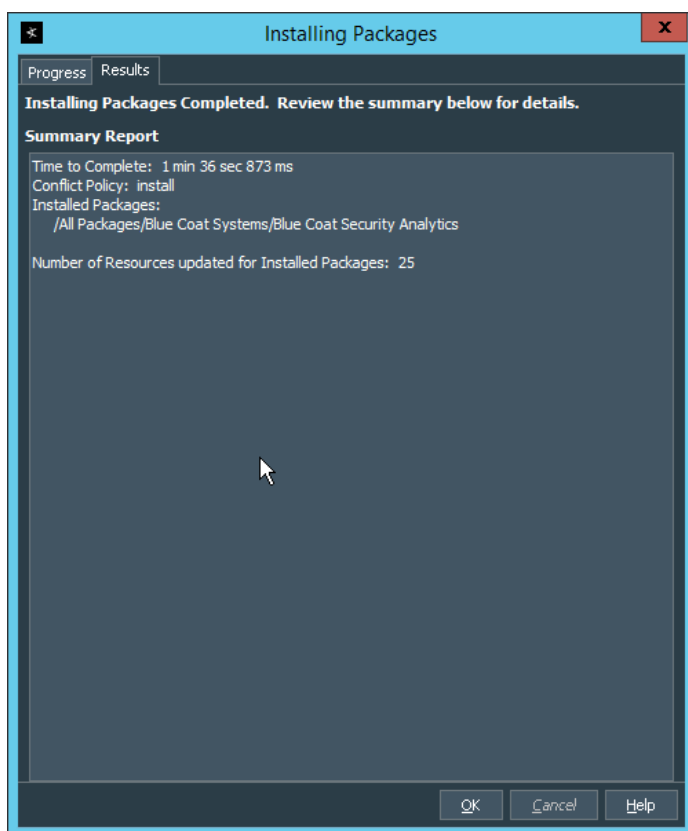 Installing Packages
x
Progress Results
Installing Packages Completed. Review the summary below for details.
Summary Report
Time to Complete: 1 min 36 sec 873 ms
Conflict Policy: install
Installed Packages:
/All Packages/Blue Coat Systems/Blue Coat Security Analytics
Number of Resources updated for Installed Packages: 25
OK Cancel Help